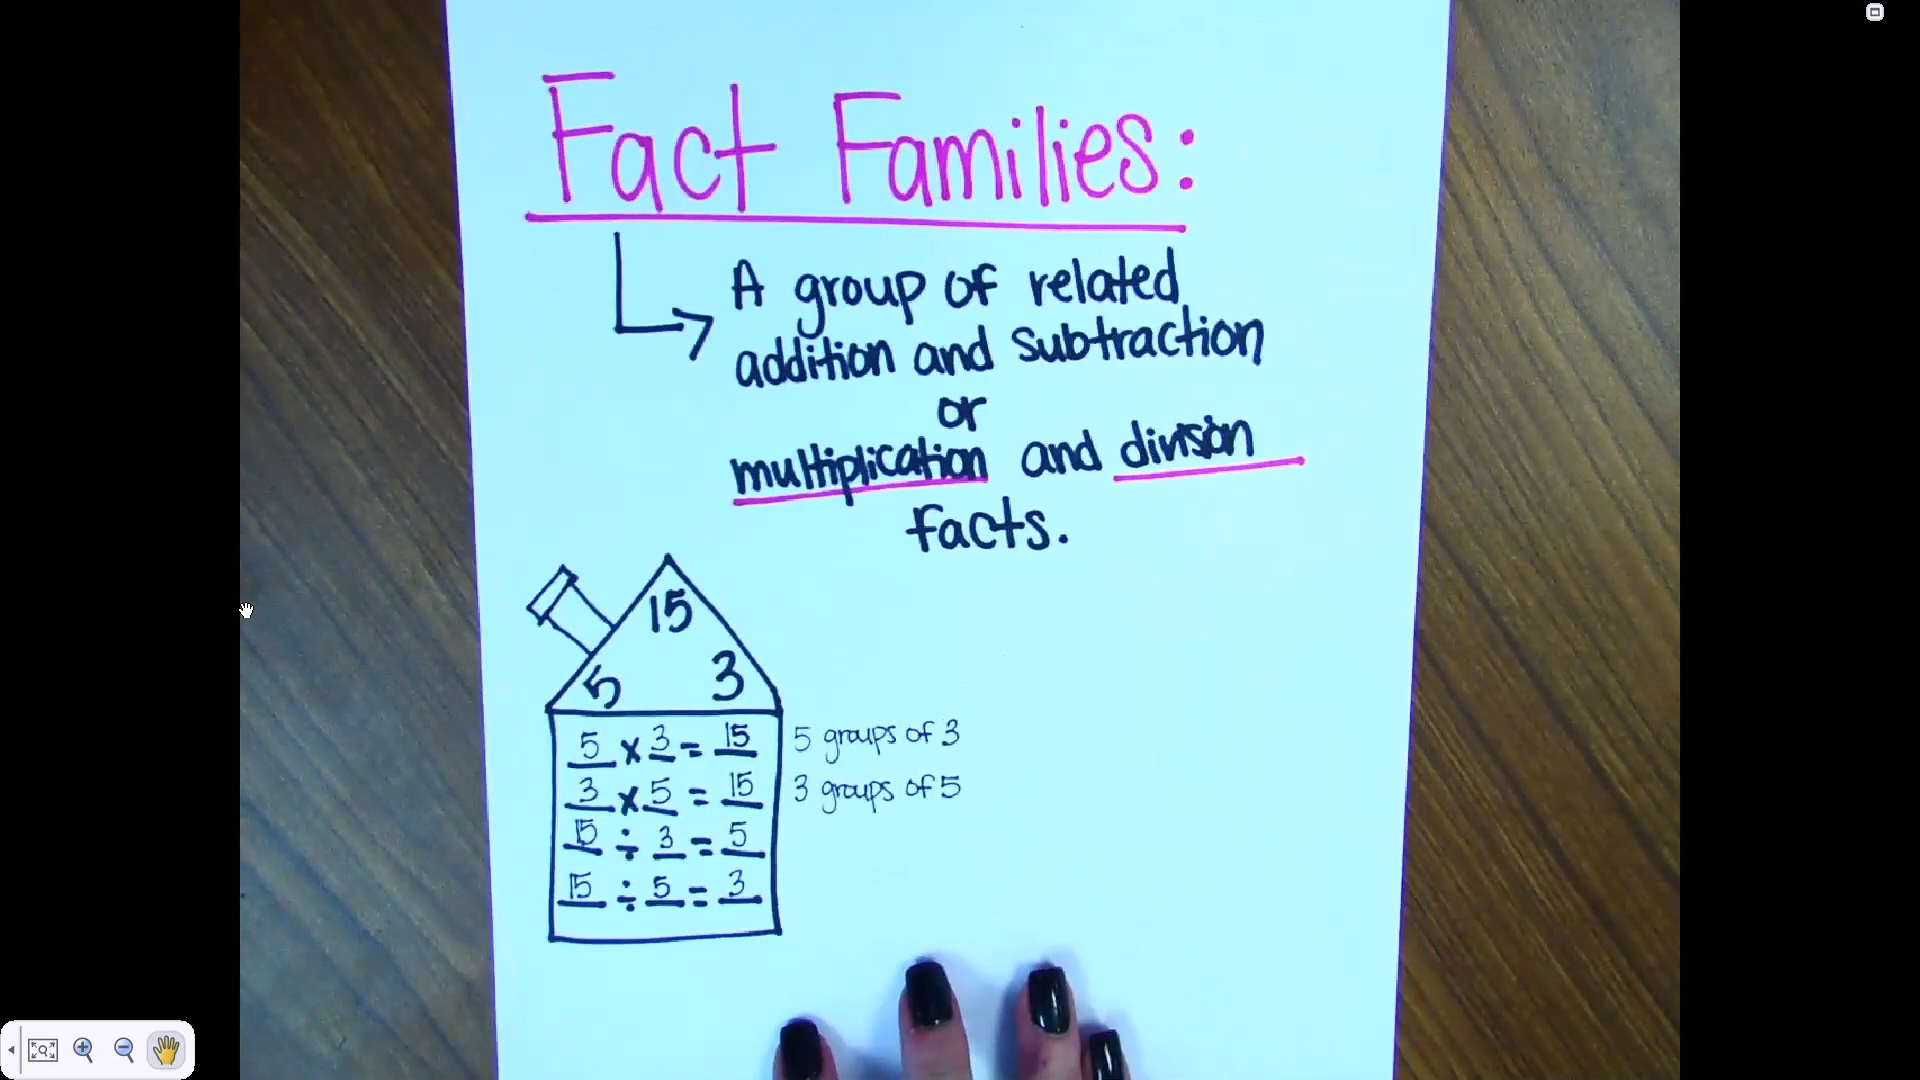 Fact Families:
A group of related
addition and subtraction
or
multiplication and division
facts.
15
5 3
5 × 3 = 15 5 groups of 3
3 × 5 = 15 3 groups of 5
15 ÷ 3 = 5
15 ÷ 5 = 3